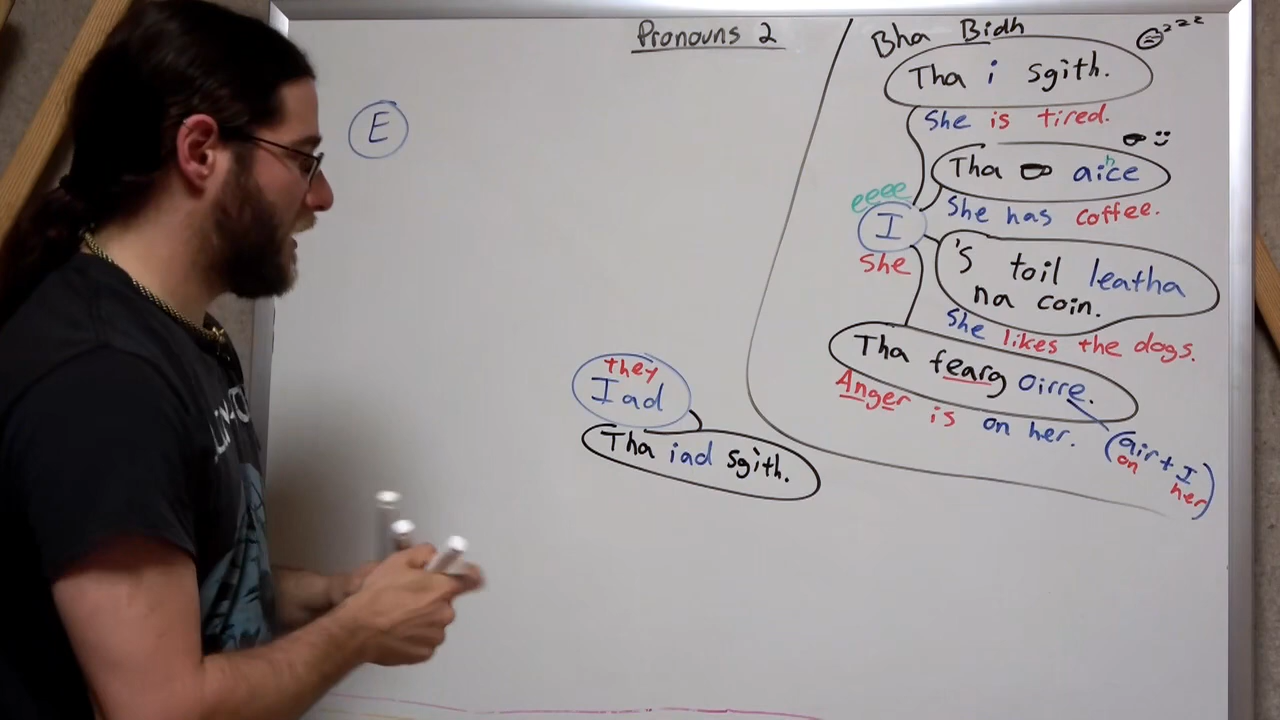 Pronouns 2
E
they
Iad
Tha iad sgith.
Bha Bidh
zzz
Tha i sgith.
She is tired.
Tha aice
h
She has coffee.
eeee
I
she
'S toil leatha
na coin.
She likes the dogs.
Tha fearg oirre.
Anger is on her.
(air + I)
on her